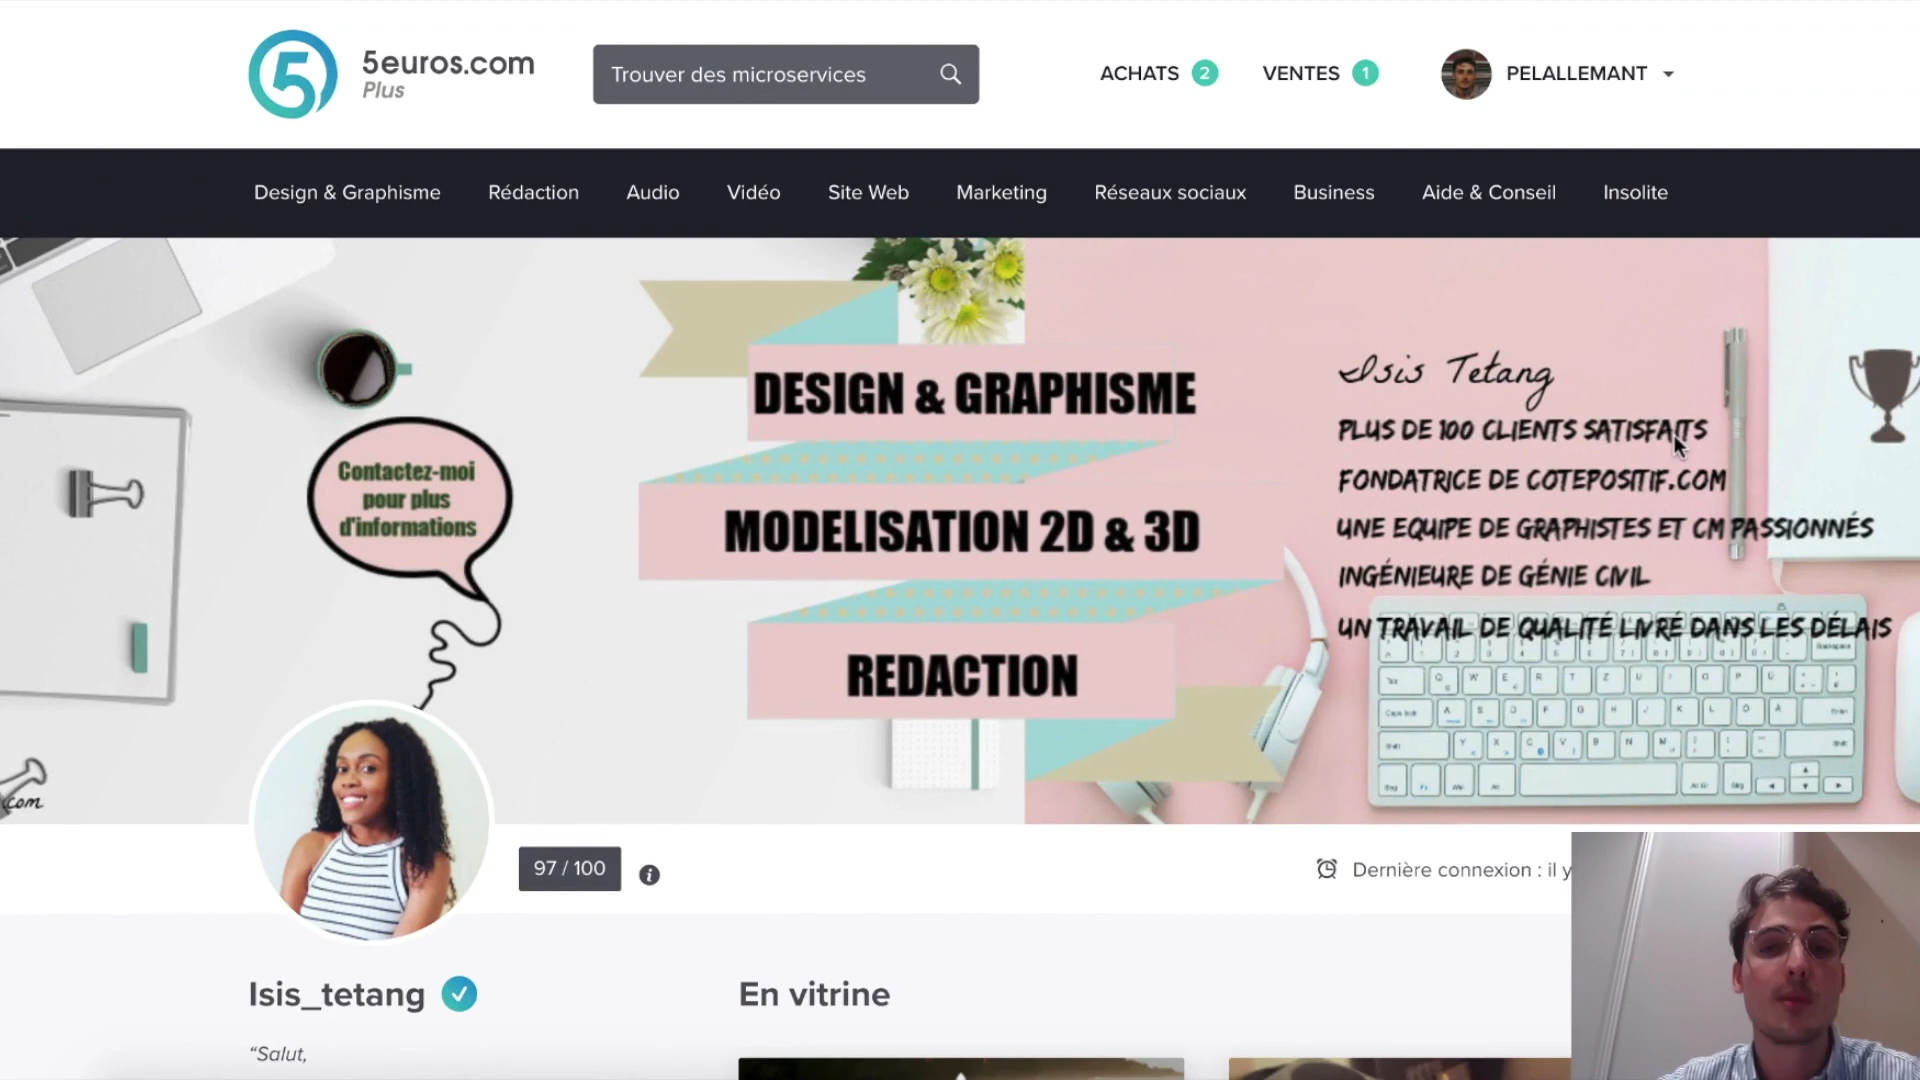 5euros.com
Plus
Trouver des microservices
ACHATS 2
VENTES 1
PELALLEMANT
Design & Graphisme
Rédaction
Audio
Vidéo
Site Web
Marketing
Réseaux sociaux
Business
Aide & Conseil
Insolite
Contactez-moi
pour plus
d'informations
DESIGN & GRAPHISME
MODELISATION 2D & 3D
REDACTION
Isis Tetang
PLUS DE 100 CLIENTS SATISFAITS
FONDATRICE DE COTEPOSITIF.COM
UNE EQUIPE DE GRAPHISTES ET CM PASSIONNÉS
INGÉNIEURE DE GÉNIE CIVIL
UN TRAVAIL DE QUALITÉ LIVRÉ DANS LES DÉLAIS
.com
97 / 100
Dernière connexion : il y
Isis_tetang
En vitrine
“Salut,